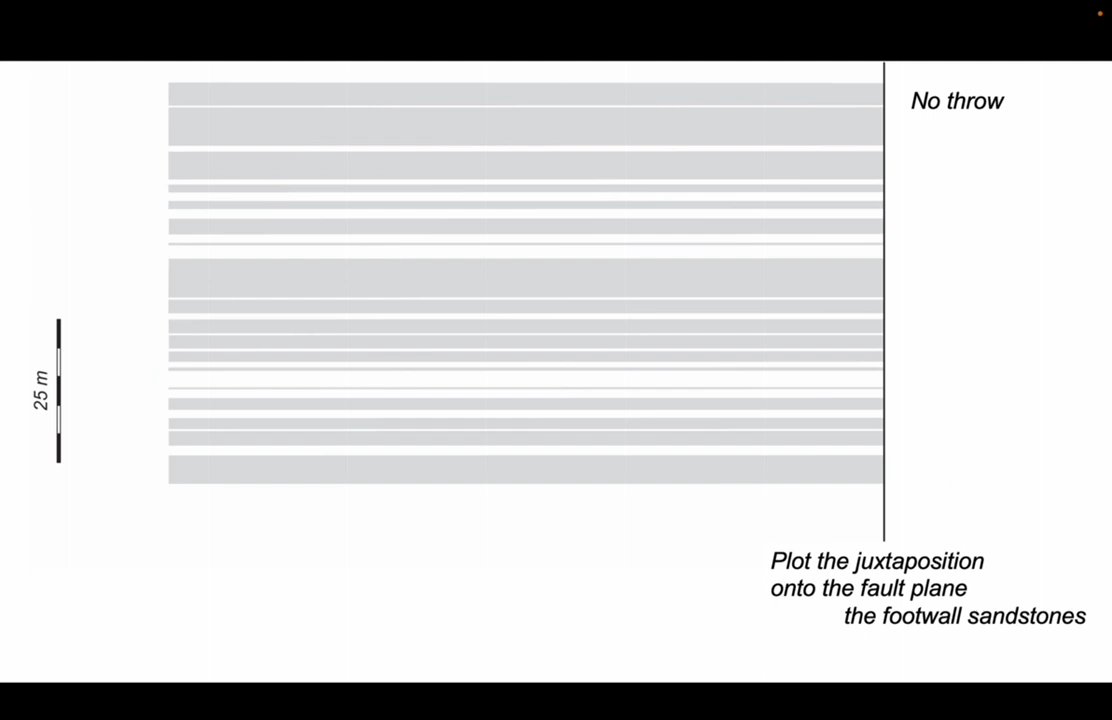 No throw
25 m
Plot the juxtaposition
onto the fault plane
the footwall sandstones